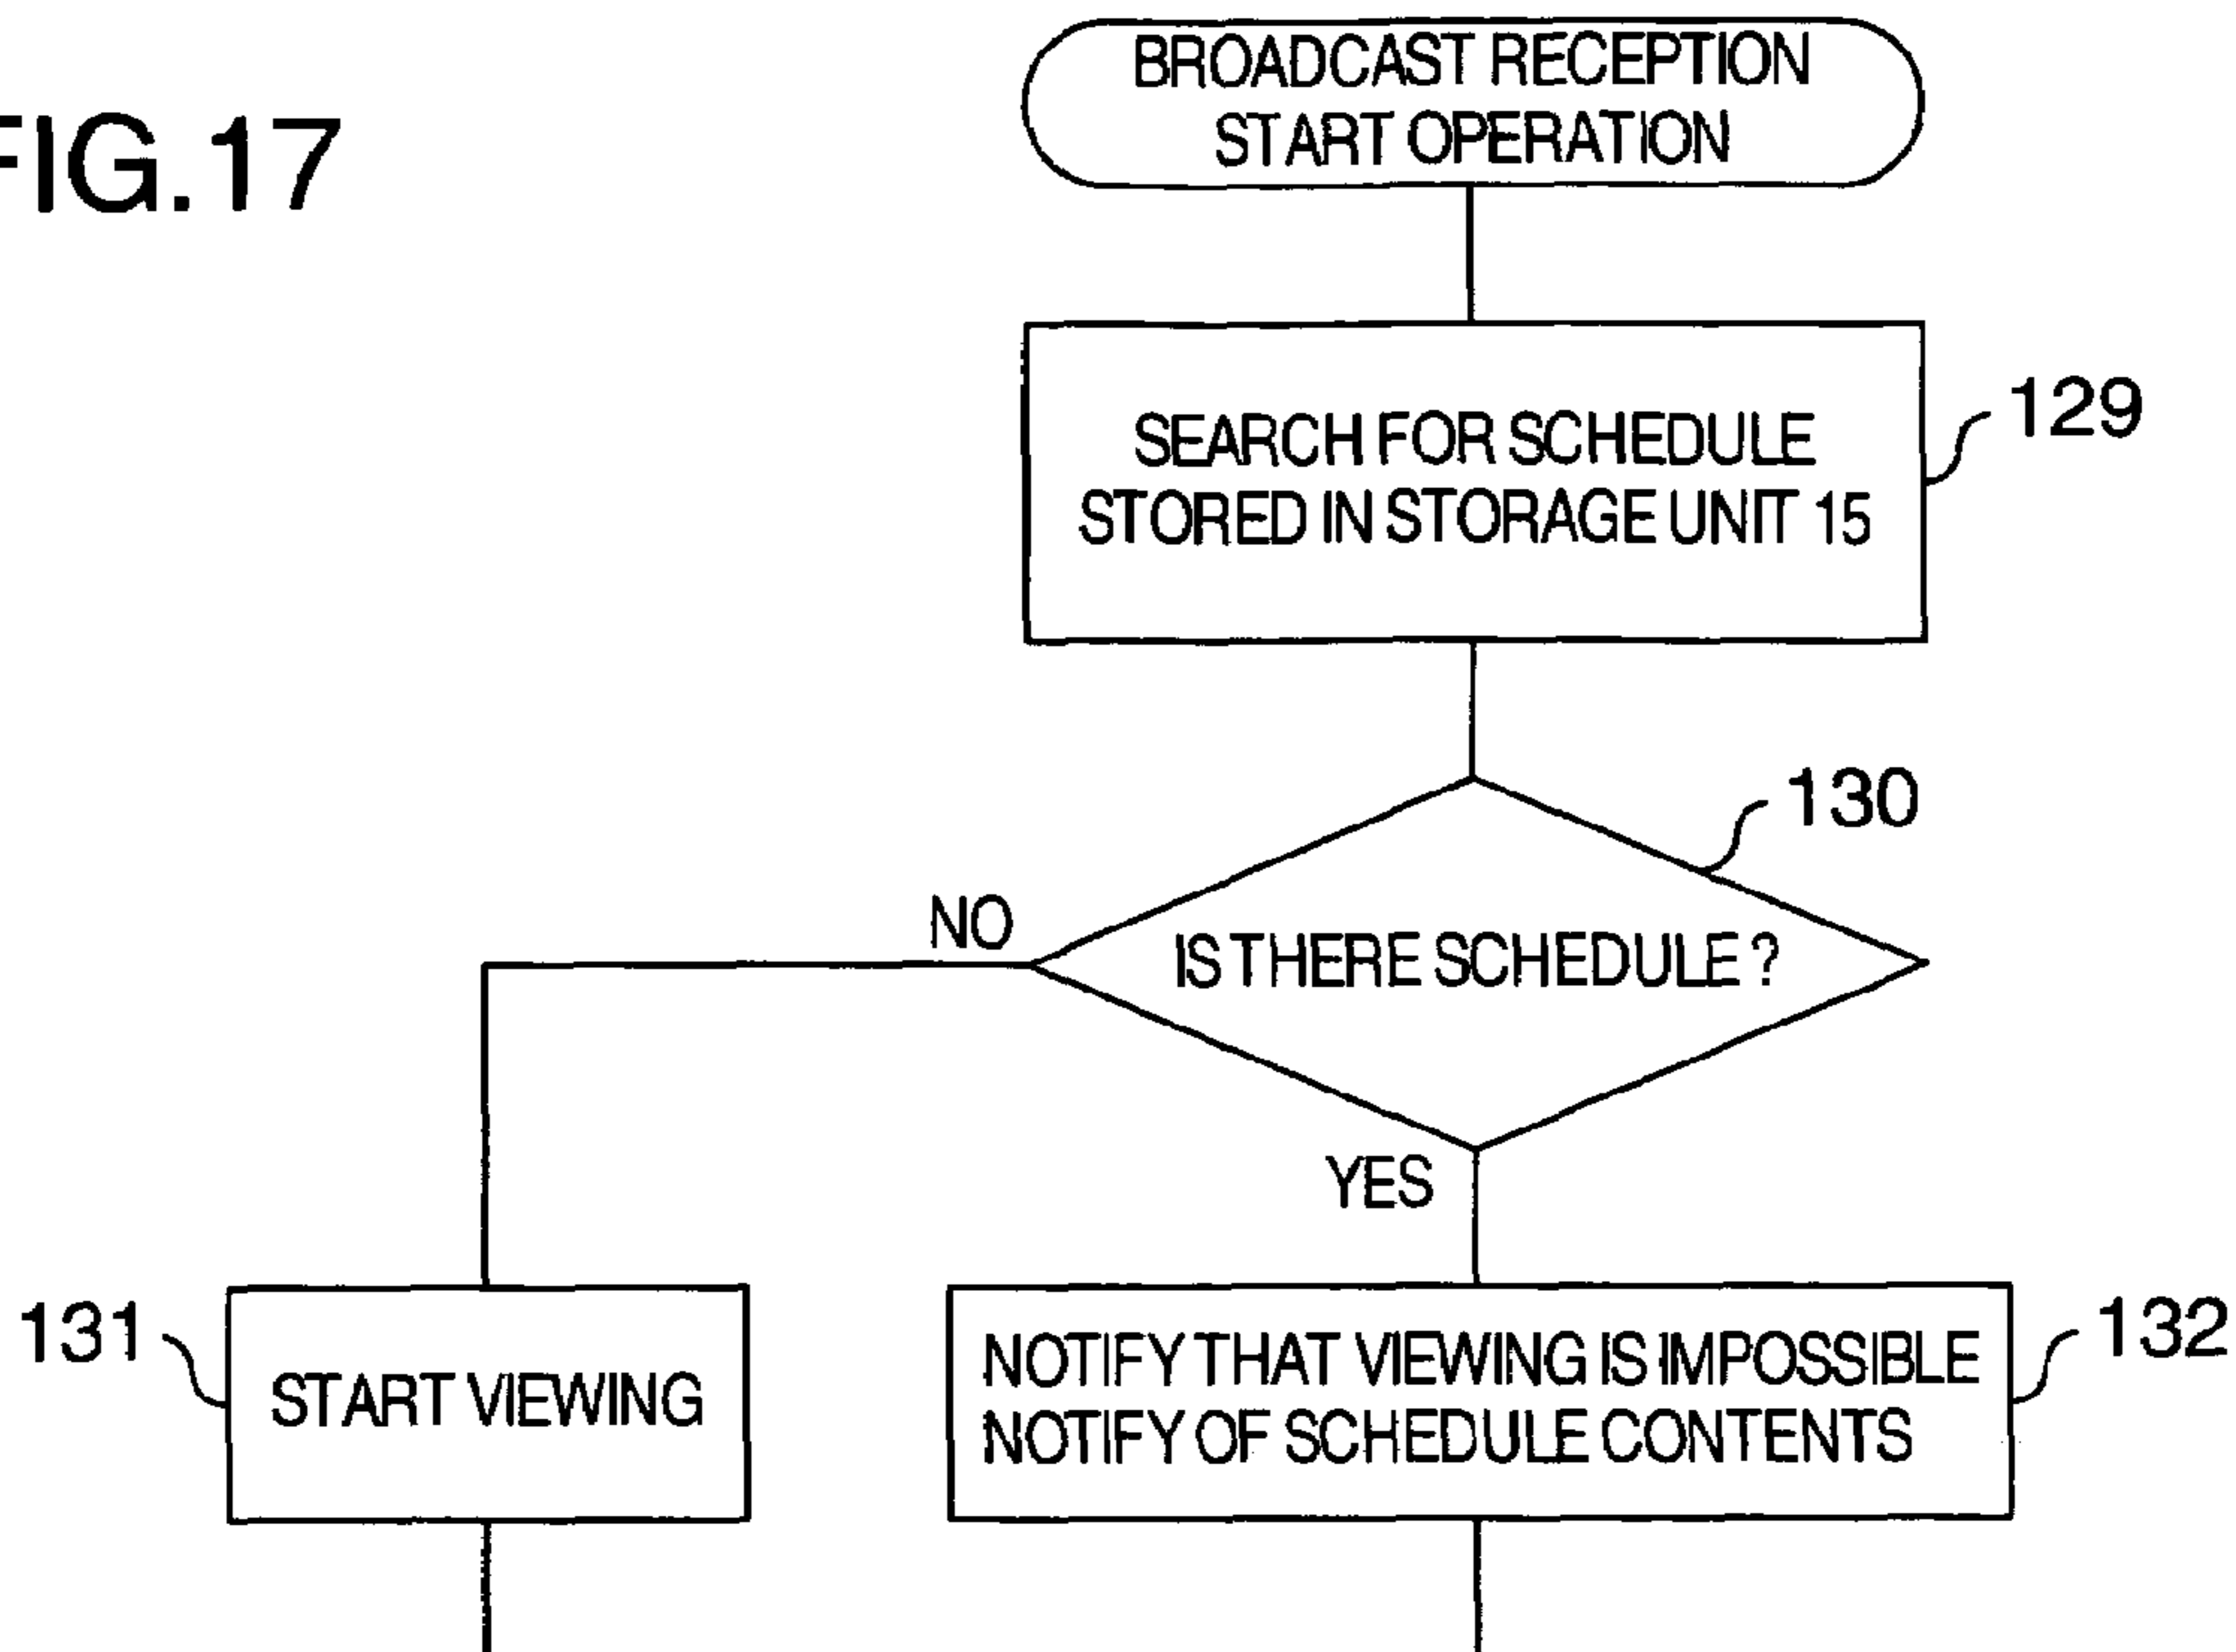 FIG.17
BROADCAST RECEPTION
START OPERATION
SEARCH FOR SCHEDULE
STORED IN STORAGE UNIT 15
129
130
NO
IS THERE SCHEDULE ?
YES
131
START VIEWING
NOTIFY THAT VIEWING IS IMPOSSIBLE
NOTIFY OF SCHEDULE CONTENTS
132